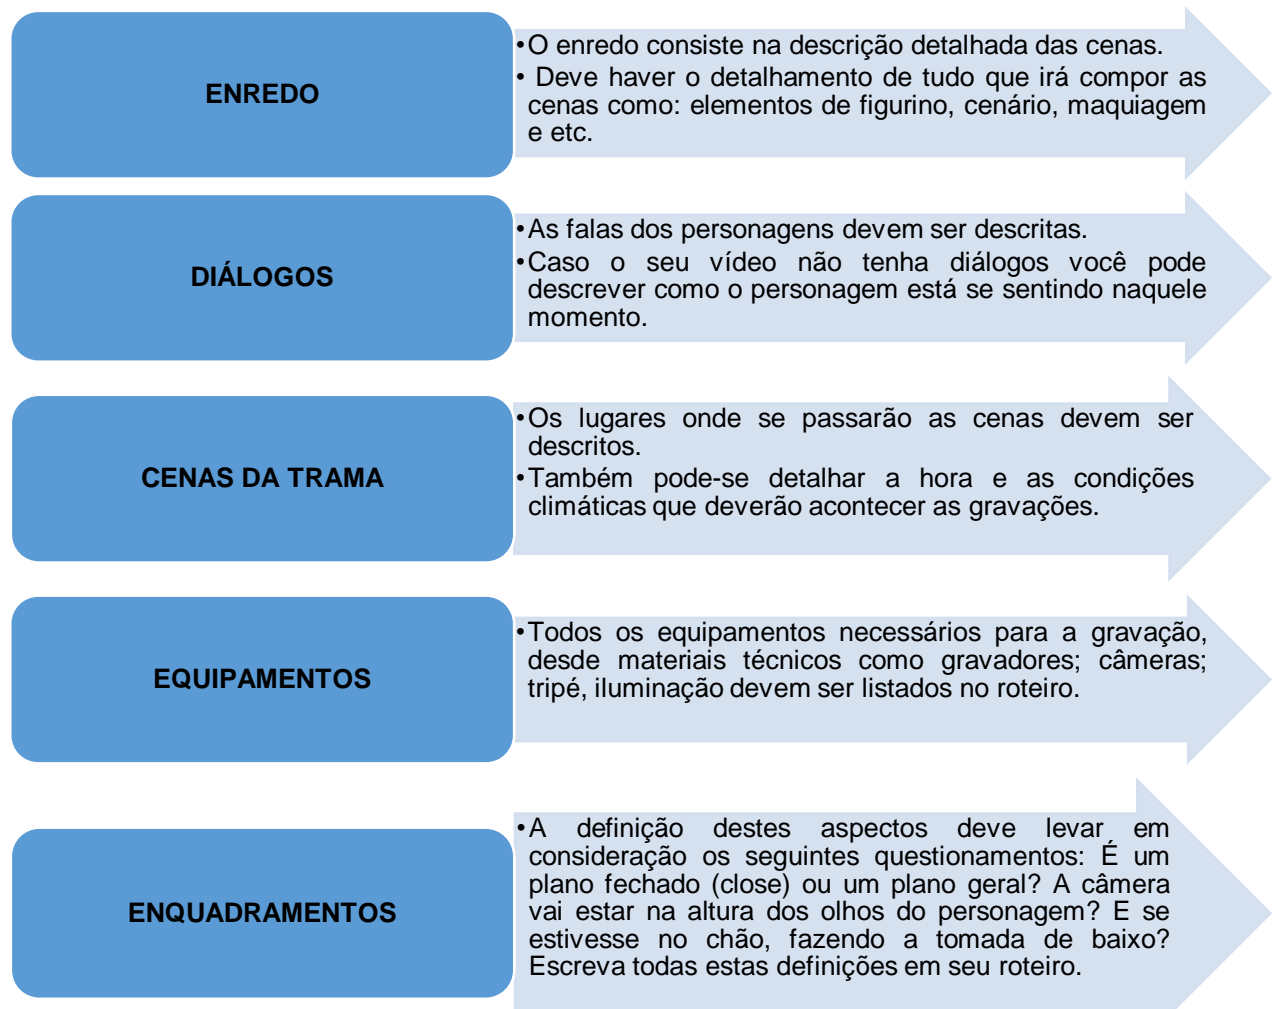 ENREDO
•O enredo consiste na descrição detalhada das cenas.
• Deve haver o detalhamento de tudo que irá compor as
cenas como: elementos de figurino, cenário, maquiagem
e etc.
DIÁLOGOS
•As falas dos personagens devem ser descritas.
•Caso o seu vídeo não tenha diálogos você pode
descrever como o personagem está se sentindo naquele
momento.
CENAS DA TRAMA
•Os lugares onde se passarão as cenas devem ser
descritos.
•Também pode-se detalhar a hora e as condições
climáticas que deverão acontecer as gravações.
EQUIPAMENTOS
•Todos os equipamentos necessários para a gravação,
desde materiais técnicos como gravadores; câmeras;
tripé, iluminação devem ser listados no roteiro.
ENQUADRAMENTOS
•A definição destes aspectos deve levar em
consideração os seguintes questionamentos: É um
plano fechado (close) ou um plano geral? A câmera
vai estar na altura dos olhos do personagem? E se
estivesse no chão, fazendo a tomada de baixo?
Escreva todas estas definições em seu roteiro.